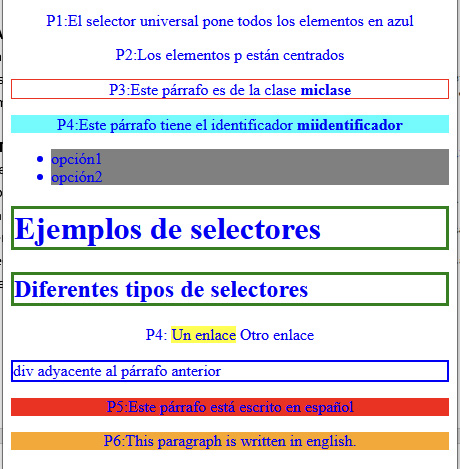 P1:El selector universal pone todos los elementos en azul
P2:Los elementos p están centrados
P3:Este párrafo es de la clase miclase
P4:Este párrafo tiene el identificador miidentificador
opción1
opción2
Ejemplos de selectores
Diferentes tipos de selectores
P4: Un enlace Otro enlace
div adyacente al párrafo anterior
P5:Este párrafo está escrito en español
P6:This paragraph is written in english.